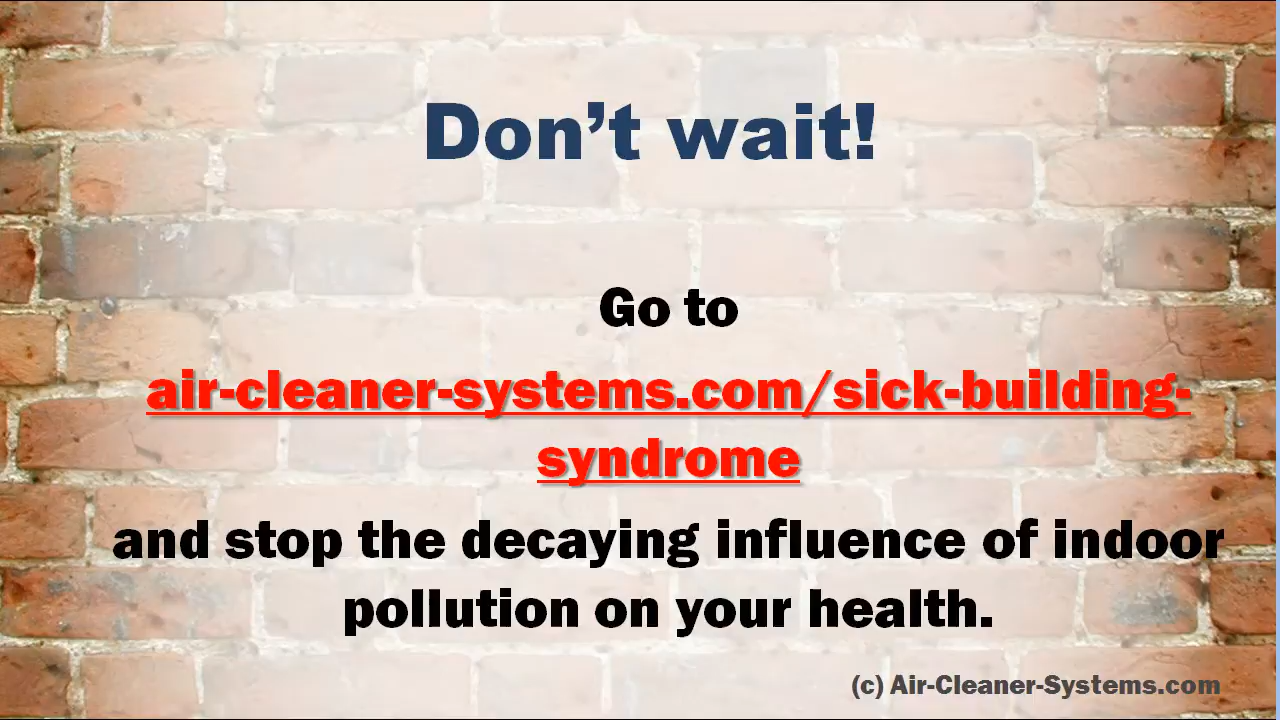 Don’t wait!
Go to
air-cleaner-systems.com/sick-building-
syndrome
and stop the decaying influence of indoor
pollution on your health.
(c) Air-Cleaner-Systems.com